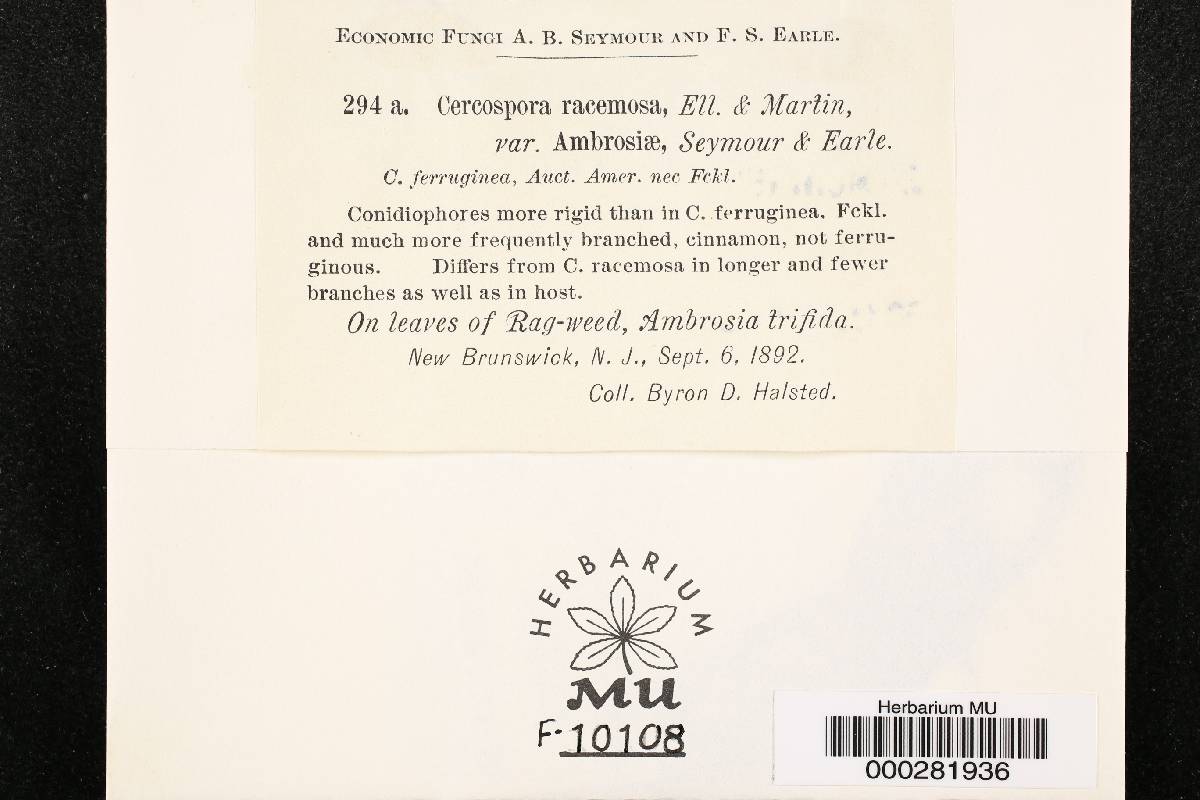 Economic Fungi A. B. Seymour and F. S. Earle.
294 a. Cercospora racemosa, Ell. & Martin,
var. Ambrosiæ, Seymour & Earle.
C. ferruginea, Auct. Amer. nec Fckl.
Conidiophores more rigid than in C. ferruginea, Fckl.
and much more frequently branched, cinnamon, not ferru-
ginous. Differs from C. racemosa in longer and fewer
branches as well as in host.
On leaves of Rag-weed, Ambrosia trifida.
New Brunswick, N. J., Sept. 6, 1892.
Coll. Byron D. Halsted.
HERBARIUM
MU
F-10108
Herbarium MU
000281936